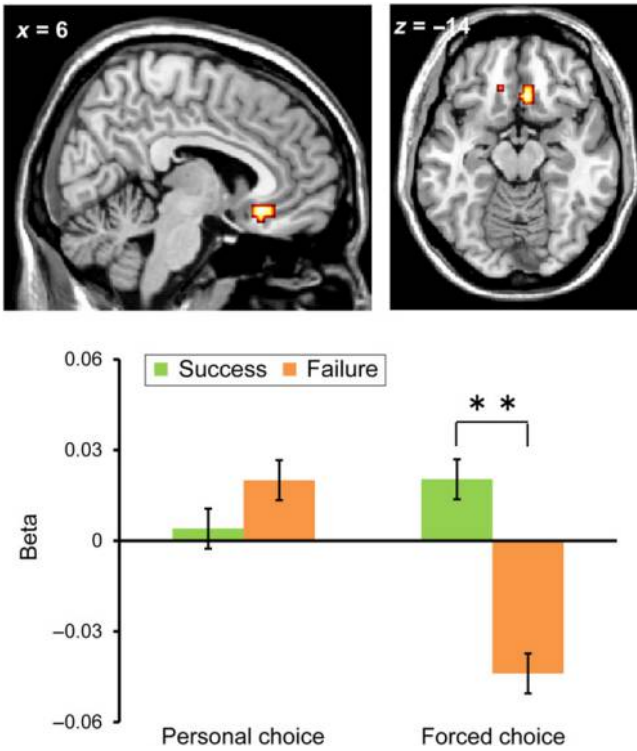 x = 6
z = –14
0.06
Success Failure
* *
0.03
0
–0.03
–0.06
Beta
Personal choice Forced choice